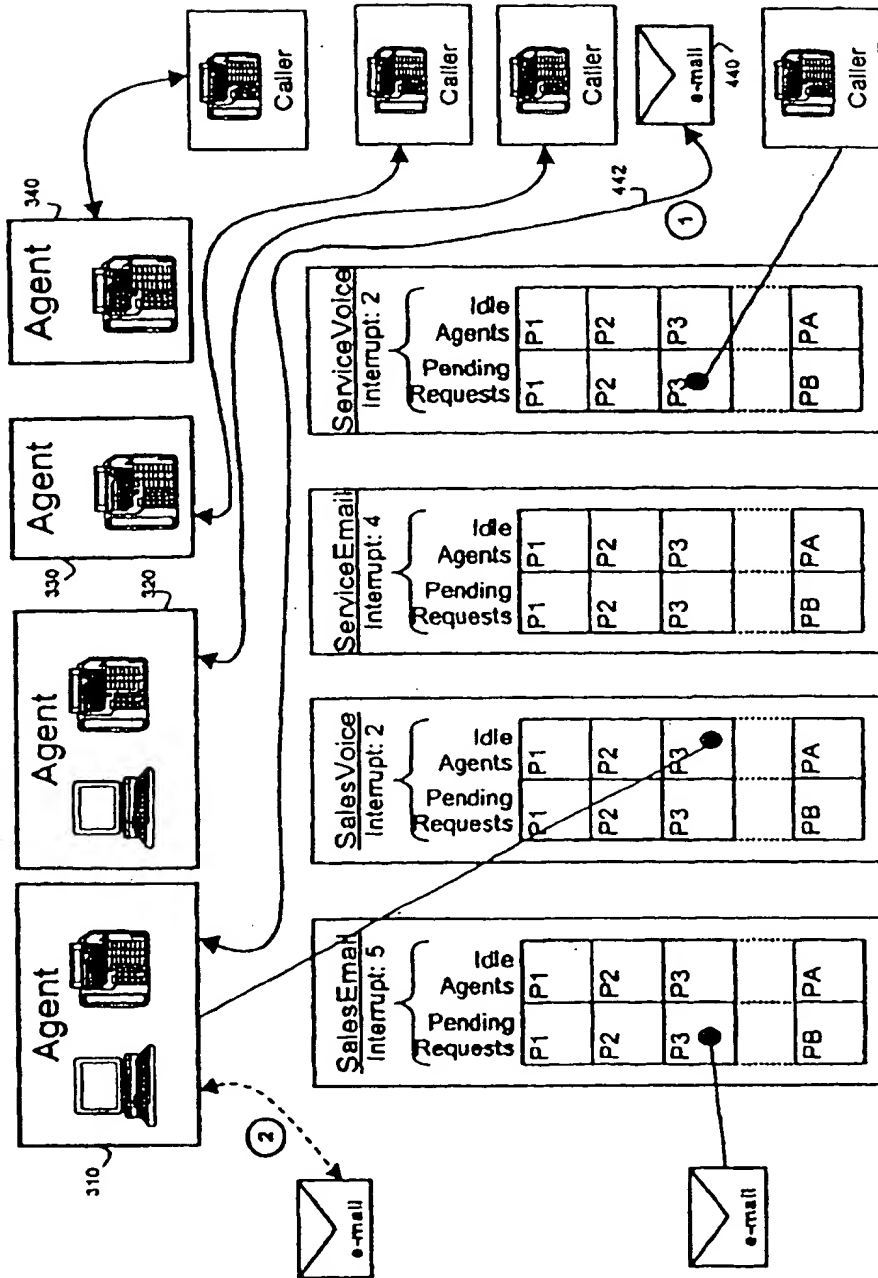 310
Agent
320
Agent
330
Agent
340
Agent
Caller
Caller
Caller
442
1
e-mail
440
2
e-mail
e-mail
SalesEmail
Interrupt: 5
Pending Requests
Idle Agents
P1
P1
P2
P2
P3
P3
PB
PA
SalesVoice
Interrupt: 2
Pending Requests
Idle Agents
P1
P1
P2
P2
P3
P3
PB
PA
ServiceEmail
Interrupt: 4
Pending Requests
Idle Agents
P1
P1
P2
P2
P3
P3
PB
PA
ServiceVoice
Interrupt: 2
Pending Requests
Idle Agents
P1
P1
P2
P2
P3
P3
PB
PA
Caller